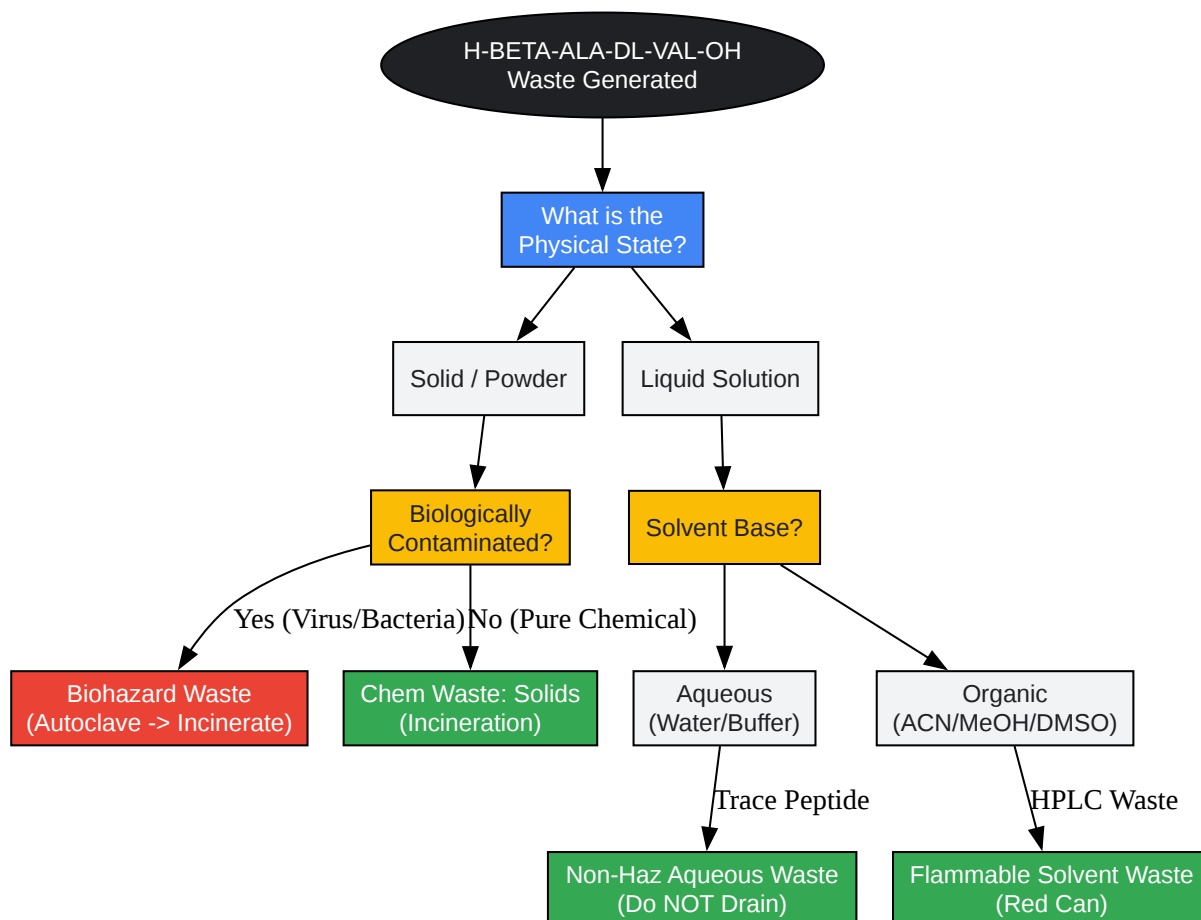 H-BETA-ALA-DL-VAL-OH
Waste Generated
What is the
Physical State?
Solid / Powder
Liquid Solution
Biologically
Contaminated?
Solvent Base?
Yes (Virus/Bacteria)
No (Pure Chemical)
Biohazard Waste
(Autoclave -> Incinerate)
Chem Waste: Solids
(Incineration)
Aqueous
(Water/Buffer)
Organic
(ACN/MeOH/DMSO)
Trace Peptide
HPLC Waste
Non-Haz Aqueous Waste
(Do NOT Drain)
Flammable Solvent Waste
(Red Can)